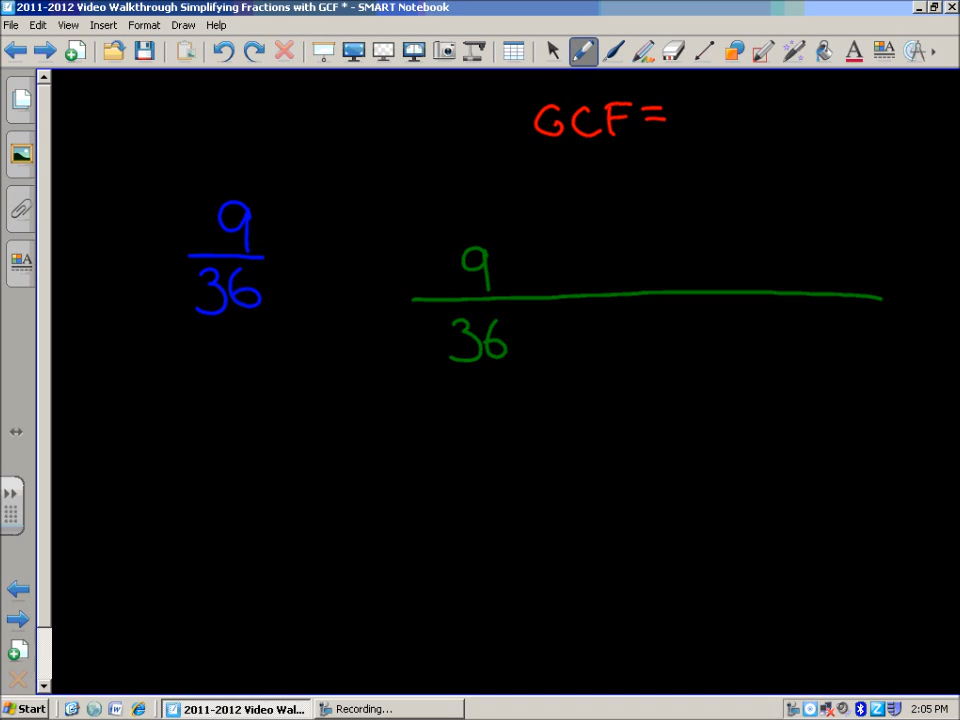 2011-2012 Video Walkthrough Simplifying Fractions with GCF * - SMART Notebook
File Edit View Insert Format Draw Help
GCF =
9
36
9
36
Start
2011-2012 Video Wal...
Recording...
2:05 PM